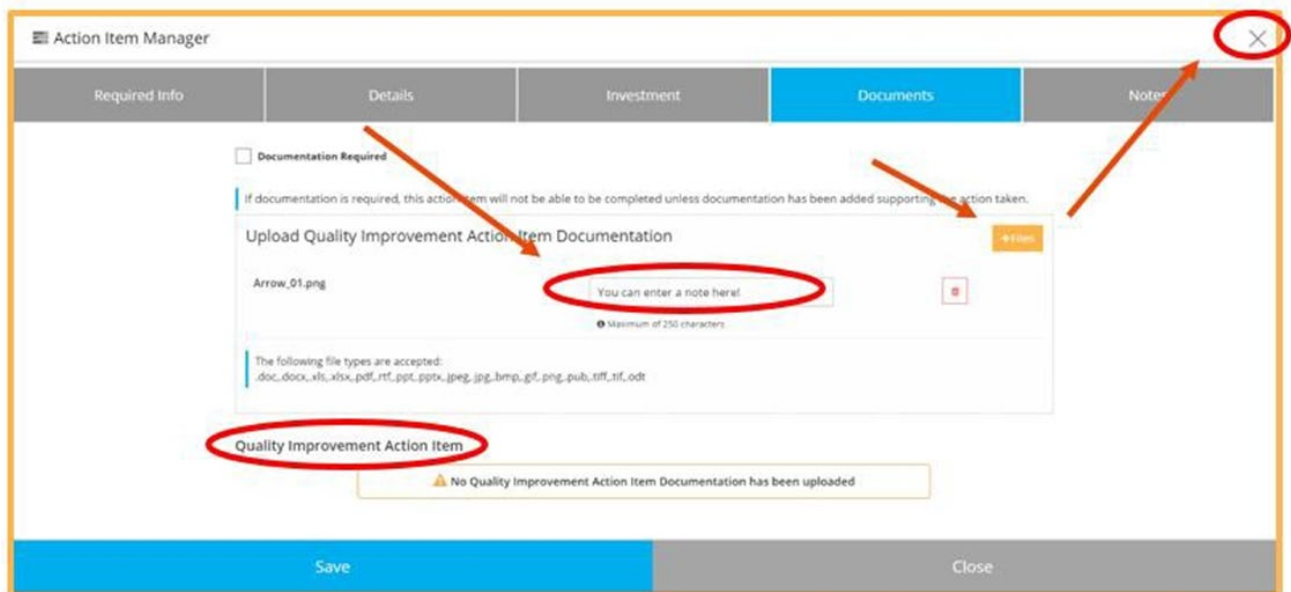 Action Item Manager
Required Info
Details
Investment
Documents
Notes
Documentation Required
If documentation is required, this action item will not be able to be completed unless documentation has been added supporting the action taken.
Upload Quality Improvement Action Item Documentation
+Files
Arrow_01.png
You can enter a note here!
Maximum of 250 characters
The following file types are accepted:
.doc,.docx,.xls,.xlsx,.pdf,.rtf,.ppt,.pptx,.jpeg,.jpg,.bmp,.gif,.png,.pub,.tiff,.tif,.odt
Quality Improvement Action Item
No Quality Improvement Action Item Documentation has been uploaded
Save
Close